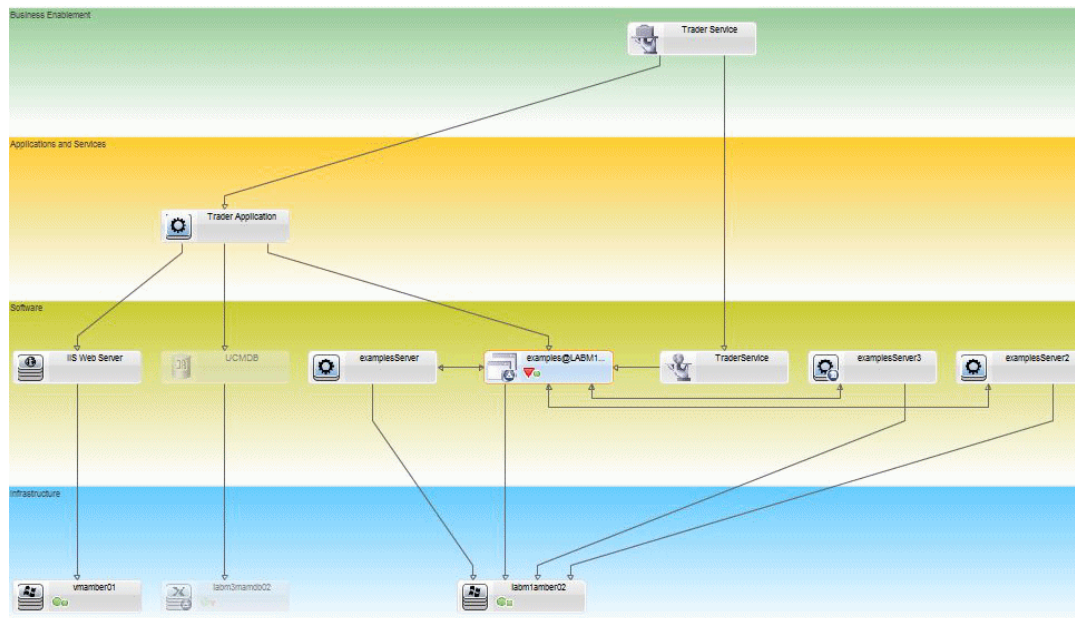 Business Enablement
Trader Service
Applications and Services
Trader Application
Software
IIS Web Server
UCMDB
examplesServer
examples@LABM1...
TraderService
examplesServer3
examplesServer2
Infrastructure
vmamber01
labm3mamdb02
labm1amber02